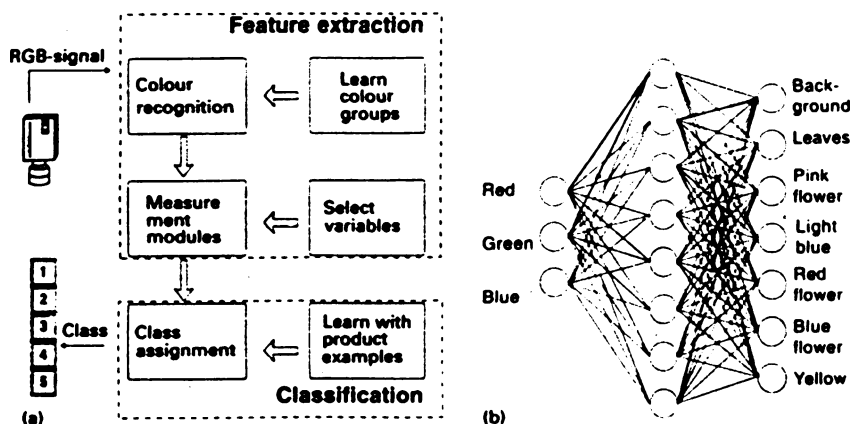 Feature extraction
RGB-signal
Colour
recognition
Learn
colour
groups
Measure
ment
modules
Select
variables
1
2
3
4
5
Class
Class
assignment
Learn with
product
examples
Classification
(a)
Red
Green
Blue
Back-
ground
Leaves
Pink
flower
Light
blue
Red
flower
Blue
flower
Yellow
(b)